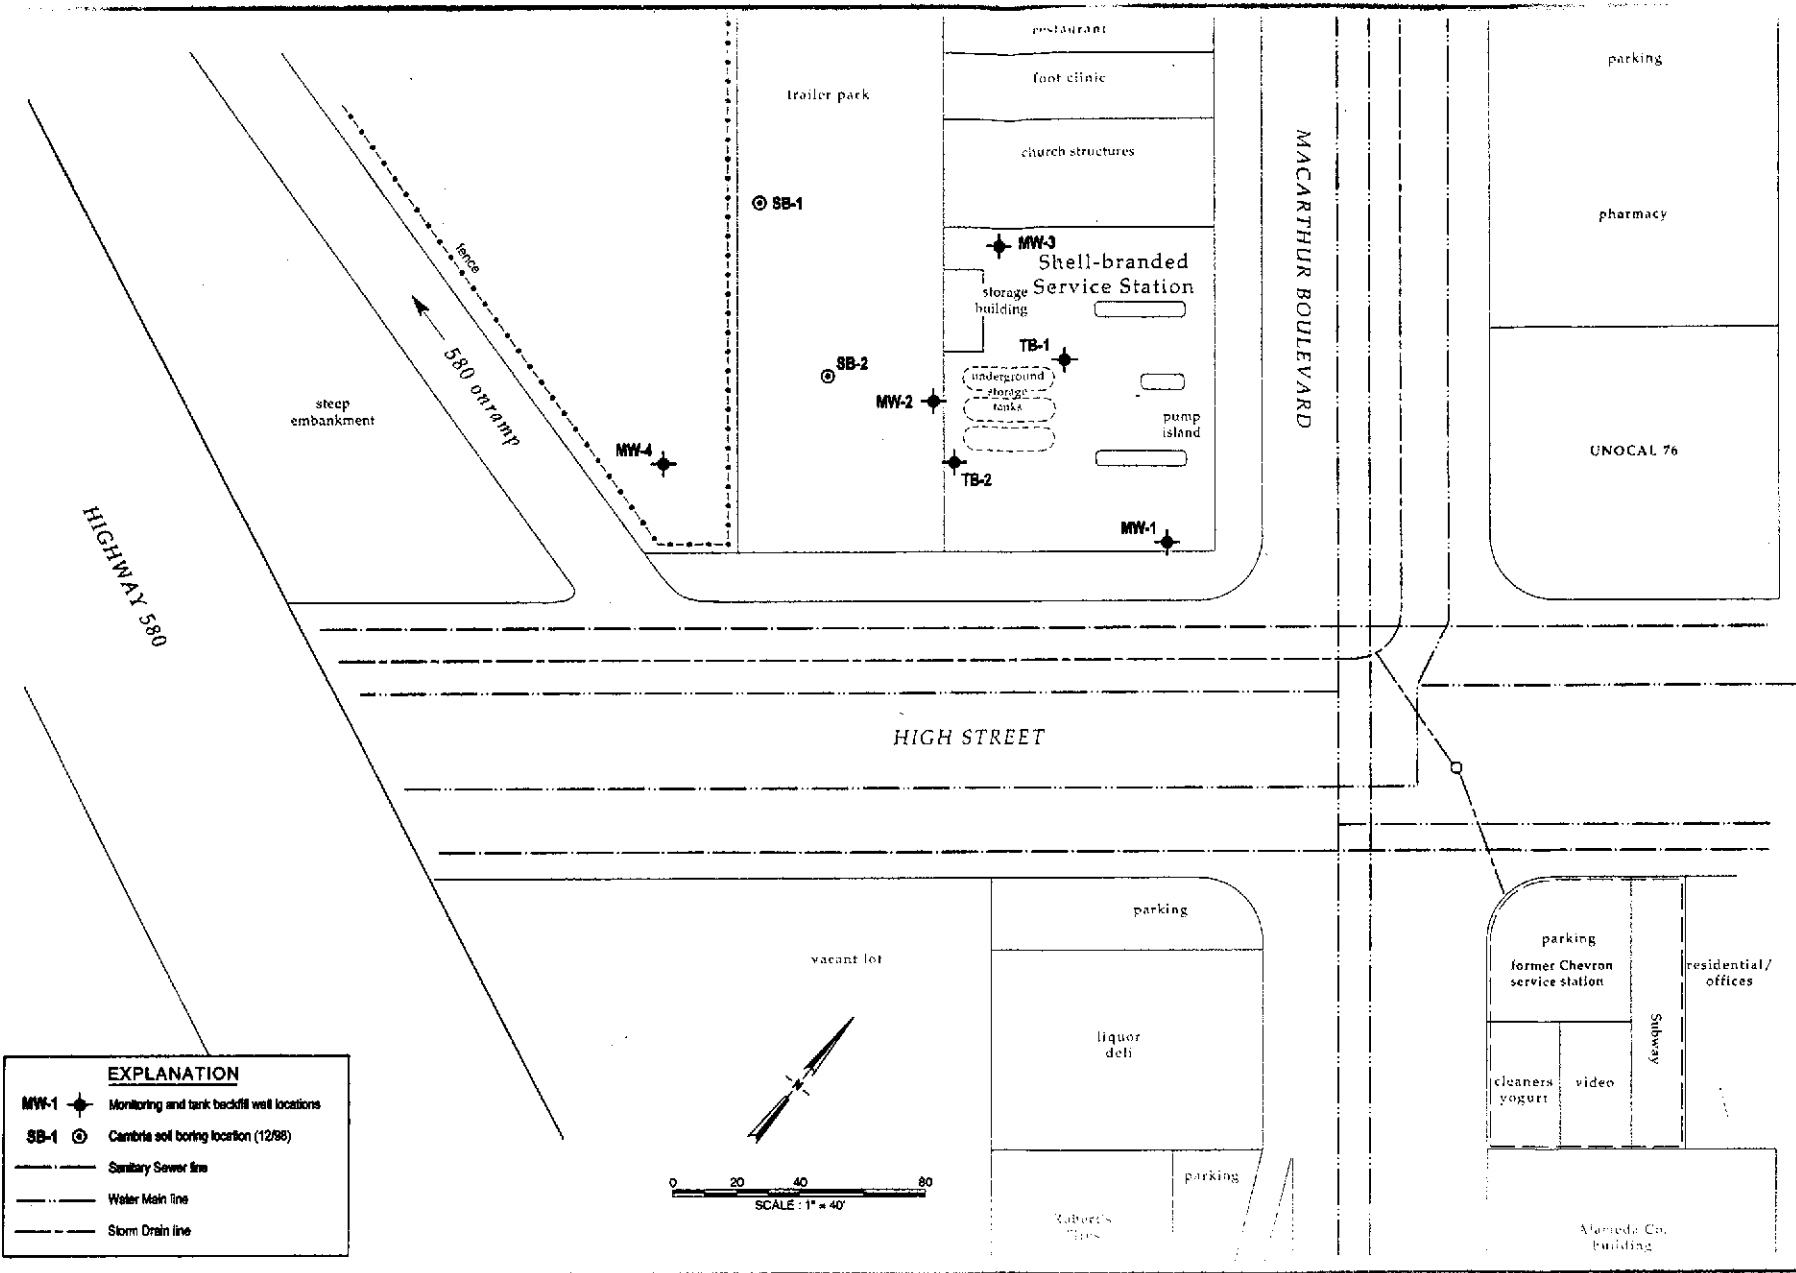 restaurant
parking
foot clinic
trailer park
church structures
MACARTHUR BOULEVARD
SB-1
pharmacy
MW-3
fence
Shell-branded
Service Station
storage
building
TB-1
580 onramp
SB-2
underground
storage
tanks
MW-2
steep
embankment
pump
island
MW-4
UNOCAL 76
TB-2
MW-1
HIGHWAY 580
HIGH STREET
parking
vacant lot
parking
former Chevron
service station
residential/
offices
Subway
liquor
deli
cleaners
yogurt
video
N
parking
Robert's
Tires
Alameda Co.
building
0 20 40 80
SCALE : 1" = 40'
EXPLANATION
MW-1 Monitoring and tank backfill well locations
SB-1 Cambria soil boring location (12/98)
Sanitary Sewer line
Water Main line
Storm Drain line